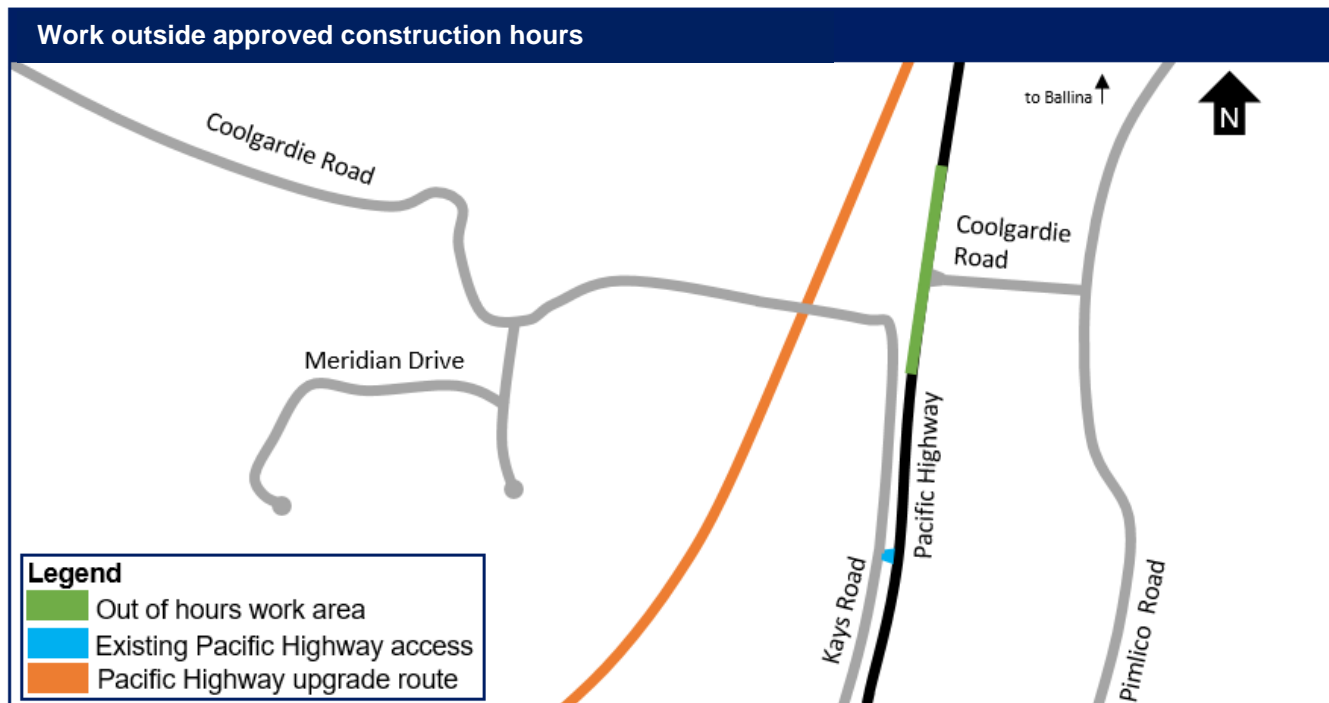 Work outside approved construction hours
to Ballina
N
Coolgardie Road
Coolgardie
Road
Meridian Drive
Pacific Highway
Kays Road
Pimlico Road
Legend
Out of hours work area
Existing Pacific Highway access
Pacific Highway upgrade route